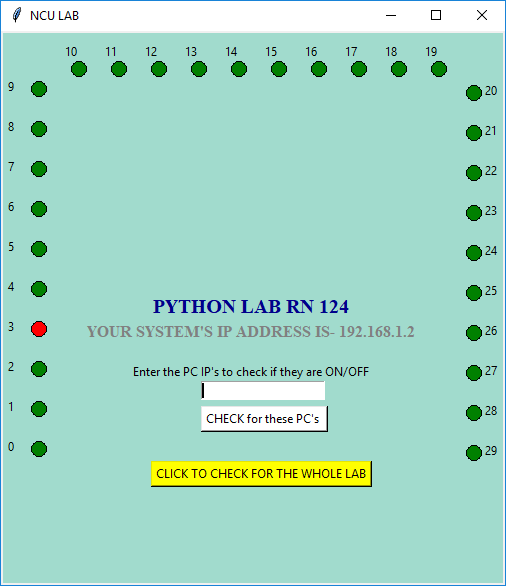 NCU LAB
10 11 12 13 14 15 16 17 18 19
9 20
8 21
7 22
6 23
5 24
4 25
PYTHON LAB RN 124
3 YOUR SYSTEM'S IP ADDRESS IS- 192.168.1.2 26
2 Enter the PC IP's to check if they are ON/OFF 27
1 28
CHECK for these PC's
0 29
CLICK TO CHECK FOR THE WHOLE LAB